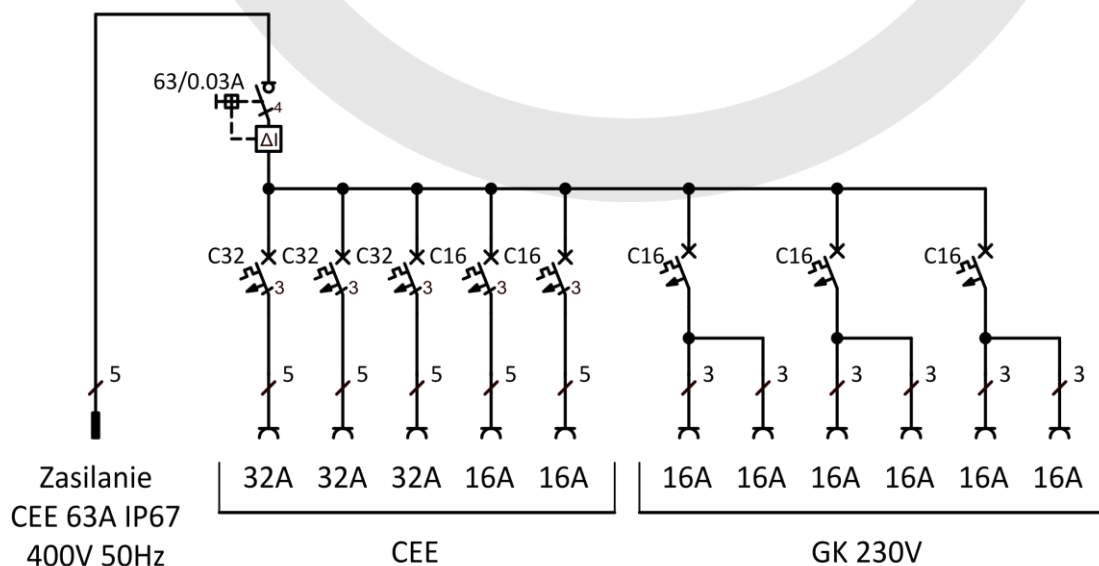 63/0.03A
4
ΔI
C32 C32 C32 C16 C16 C16 C16 C16
3 3 3 3 3
5 5 5 5 5 5 3 3 3 3 3 3
32A 32A 32A 16A 16A 16A 16A 16A 16A 16A 16A
Zasilanie
CEE 63A IP67
400V 50Hz
CEE
GK 230V